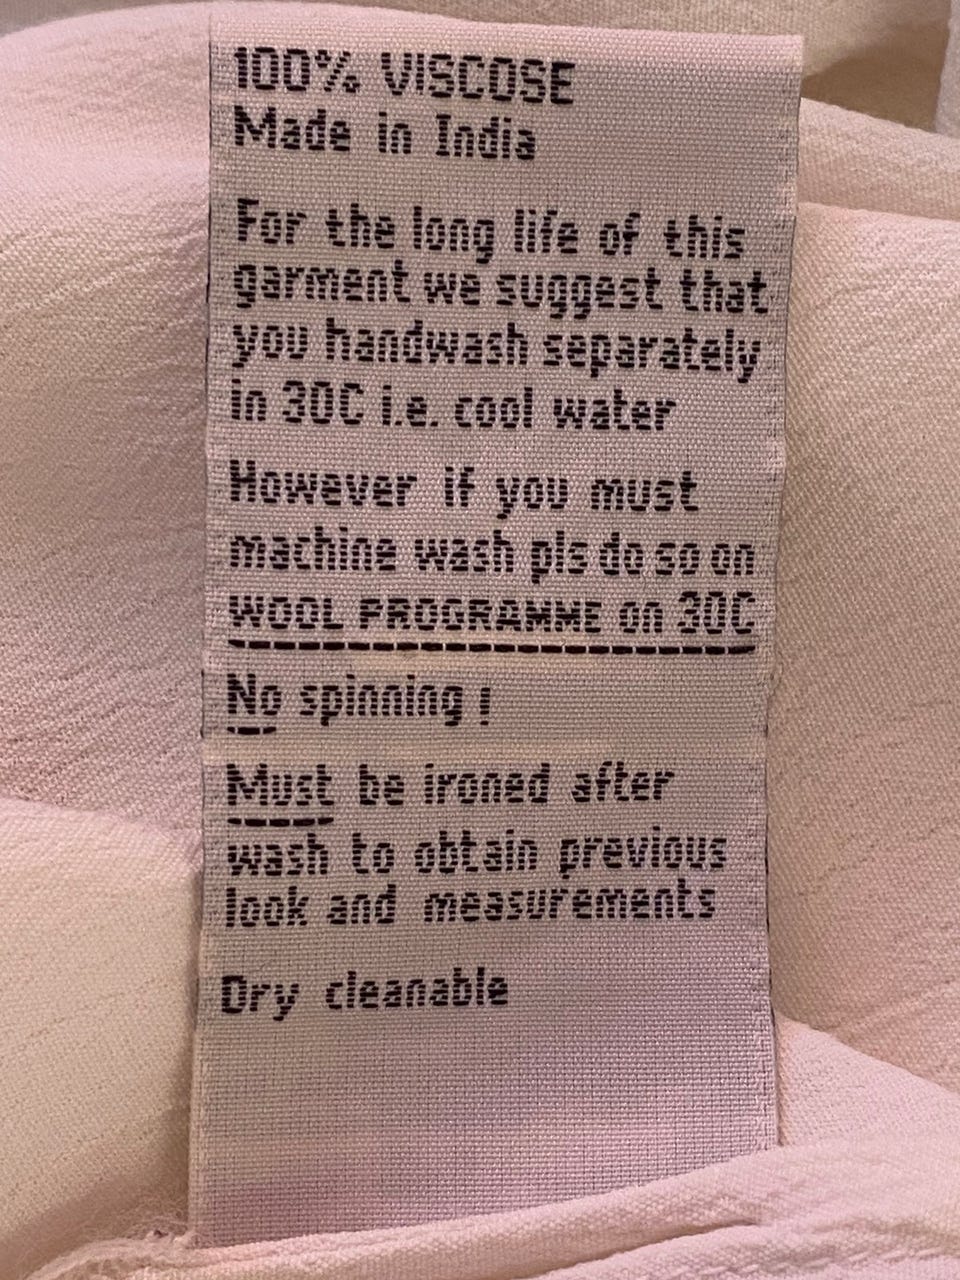 100% VISCOSE
Made in India
For the long life of this
garment we suggest that
you handwash separately
in 30C i.e. cool water
However if you must
machine wash pls do so on
WOOL PROGRAMME on 30C
No spinning!
Must be ironed after
wash to obtain previous
look and measurements
Dry cleanable